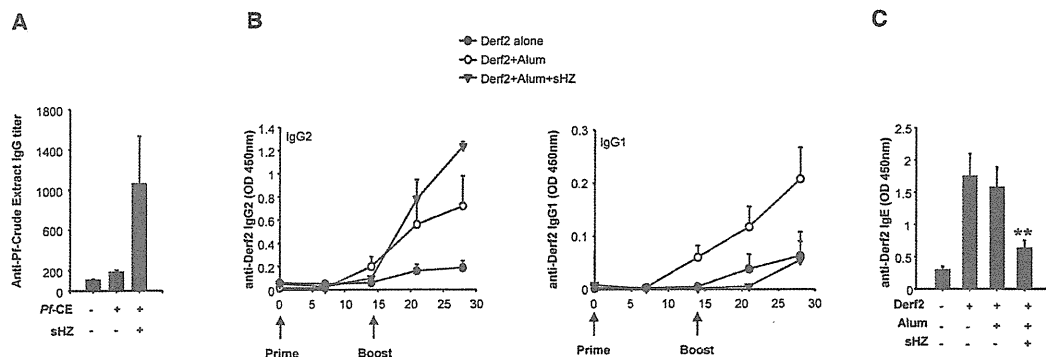 A
Anti-Pf-Crude Extract IgG titer
1800
1400
1000
600
200
0
Pf-CE - + +
sHZ - - +
B
Derf2 alone
Derf2+Alum
Derf2+Alum+sHZ
IgG2
anti-Derf2 IgG2 (OD 450nm)
1.4
1.2
1.0
0.8
0.6
0.4
0.2
0
0 5 10 15 20 25 30
Prime Boost
IgG1
anti-Derf2 IgG1 (OD 450nm)
0.3
0.2
0.1
0
0 5 10 15 20 25 30
Prime Boost
C
anti-Derf2 IgE (OD 450nm)
2.5
2
1.5
1
0.5
0
**
Derf2 - + + +
Alum - - + +
sHZ - - - +